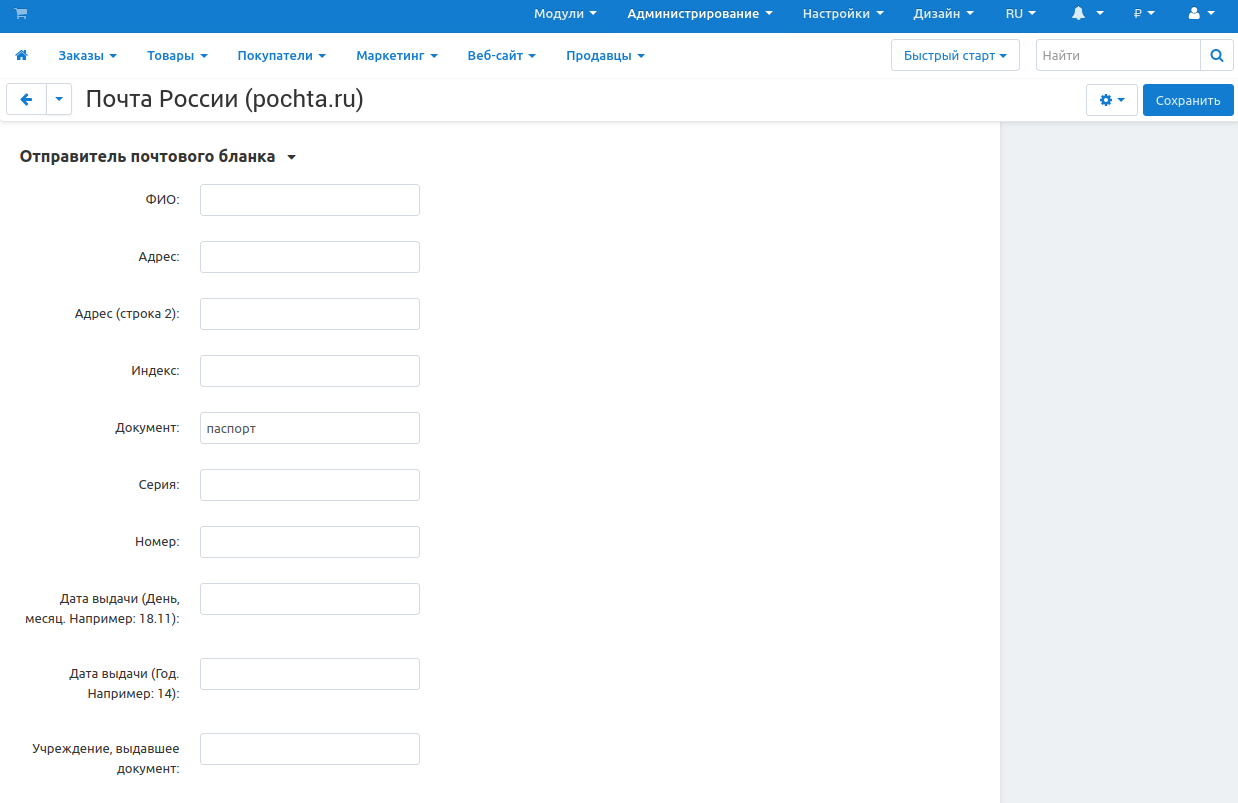 Модули Администрирование Настройки Дизайн RU ₽
Заказы Товары Покупатели Маркетинг Веб-сайт Продавцы Быстрый старт Найти
Почта России (pochta.ru) Сохранить
Отправитель почтового бланка
ФИО:
Адрес:
Адрес (строка 2):
Индекс:
Документ: паспорт
Серия:
Номер:
Дата выдачи (День,
месяц. Например: 18.11):
Дата выдачи (Год.
Например: 14):
Учреждение, выдавшее
документ: